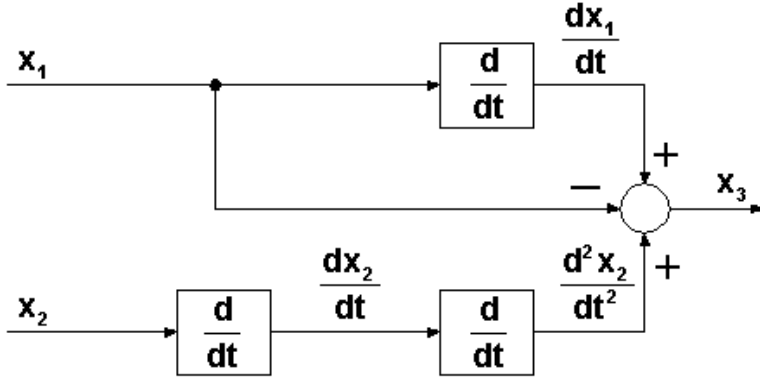 x₁
d/dt
dx₁/dt
+
−
x₃
x₂
d/dt
dx₂/dt
d/dt
d²x₂/dt²
+